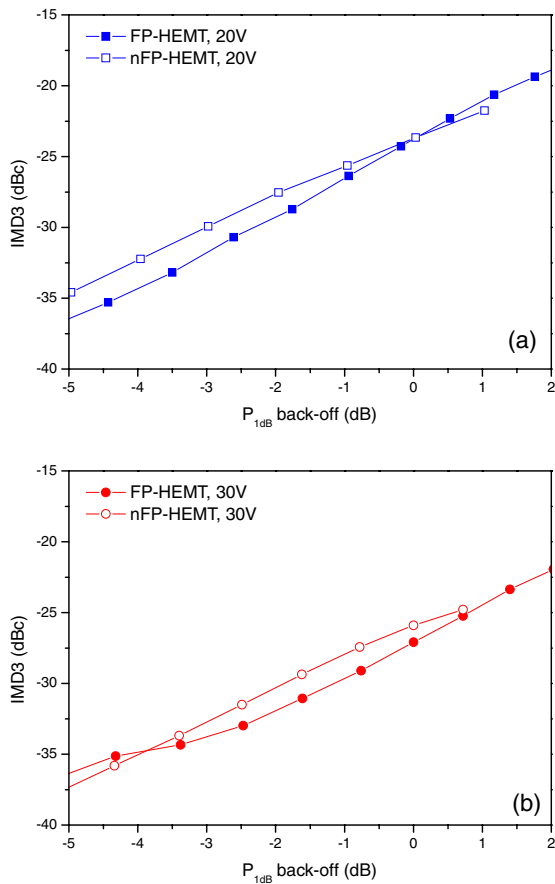 -15
-20
-25
-30
-35
-40
IMD3 (dBc)
FP-HEMT, 20V
nFP-HEMT, 20V
(a)
-5 -4 -3 -2 -1 0 1 2
P1dB back-off (dB)
-15
-20
-25
-30
-35
-40
IMD3 (dBc)
FP-HEMT, 30V
nFP-HEMT, 30V
(b)
-5 -4 -3 -2 -1 0 1 2
P1dB back-off (dB)